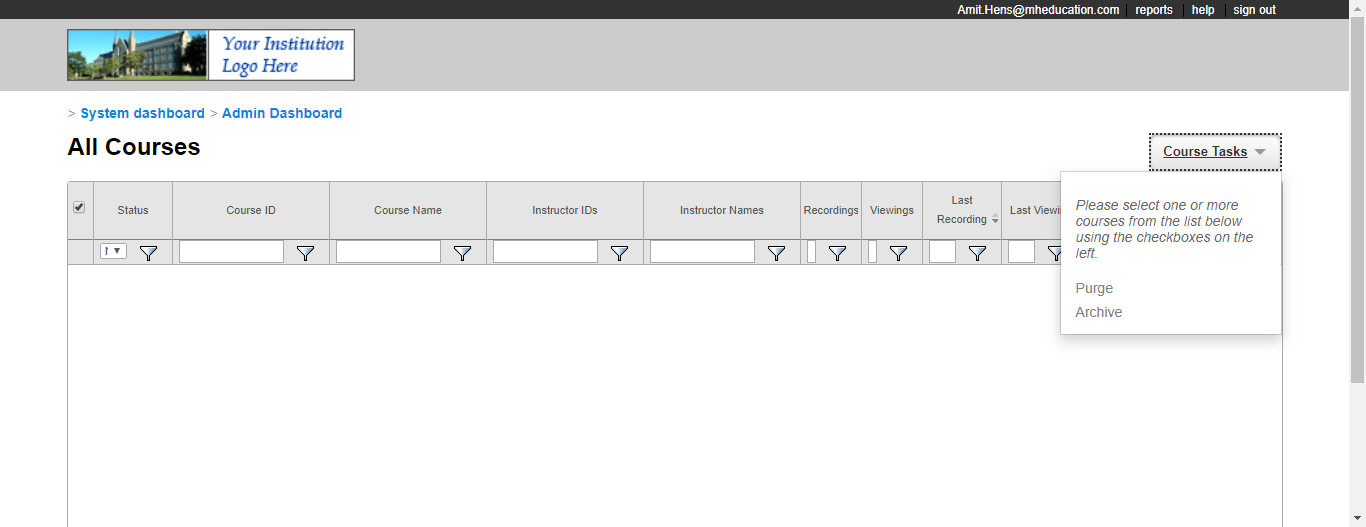 Amit.Hens@mheducation.com reports help sign out
Your Institution
Logo Here
> System dashboard > Admin Dashboard
All Courses
Course Tasks
Status Course ID Course Name Instructor IDs Instructor Names Recordings Viewings Last Recording Last Viewin
Please select one or more
courses from the list below
using the checkboxes on the
left.
Purge
Archive